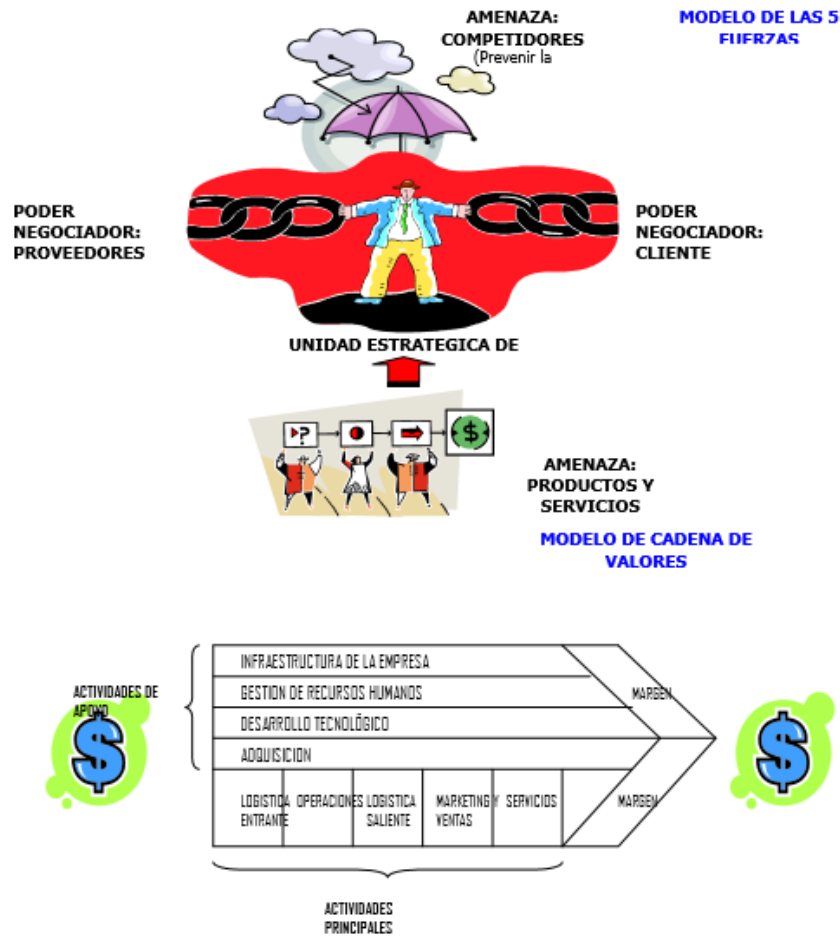 AMENAZA:
COMPETIDORES
(Prevenir la
MODELO DE LAS 5
FUERZAS
PODER
NEGOCIADOR:
PROVEEDORES
PODER
NEGOCIADOR:
CLIENTE
UNIDAD ESTRATEGICA DE
?
$
AMENAZA:
PRODUCTOS Y
SERVICIOS
MODELO DE CADENA DE
VALORES
ACTIVIDADES DE
APOYO
$
INFRAESTRUCTURA DE LA EMPRESA
GESTION DE RECURSOS HUMANOS
DESARROLLO TECNOLÓGICO
ADQUISICION
MARGEN
$
LOGISTICA
ENTRANTE
OPERACIONES
LOGISTICA
SALIENTE
MARKETING Y
VENTAS
SERVICIOS
MARGEN
ACTIVIDADES
PRINCIPALES